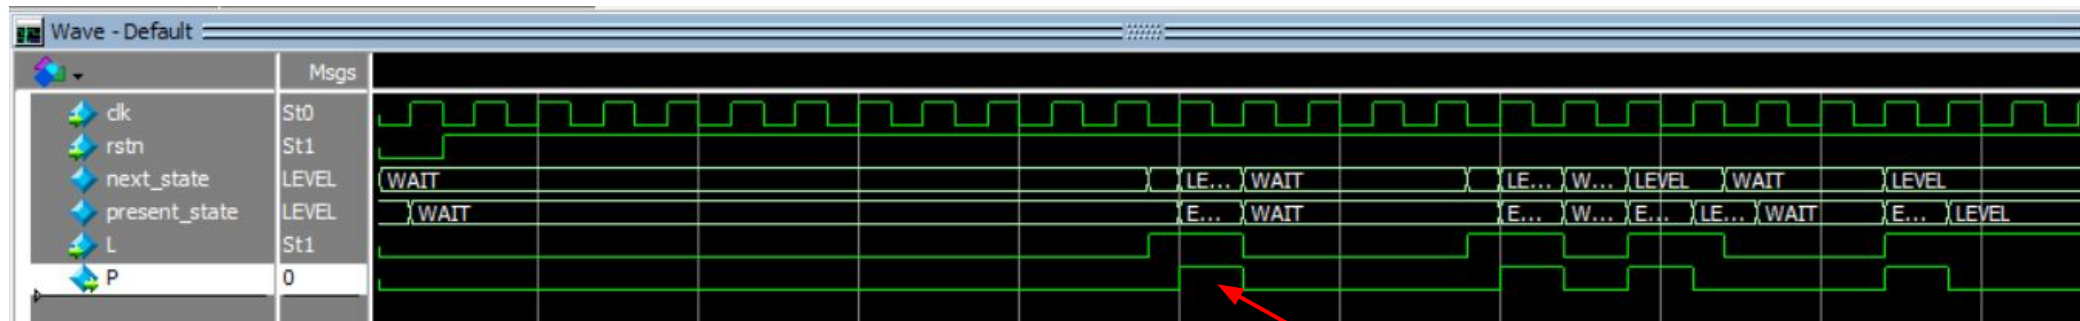 Wave - Default
Msgs
clk St0
rstn St1
next_state LEVEL WAIT LE... WAIT LE... W... LEVEL WAIT LEVEL
present_state LEVEL WAIT E... WAIT E... W... E... LE... WAIT E... LEVEL
L St1
P 0